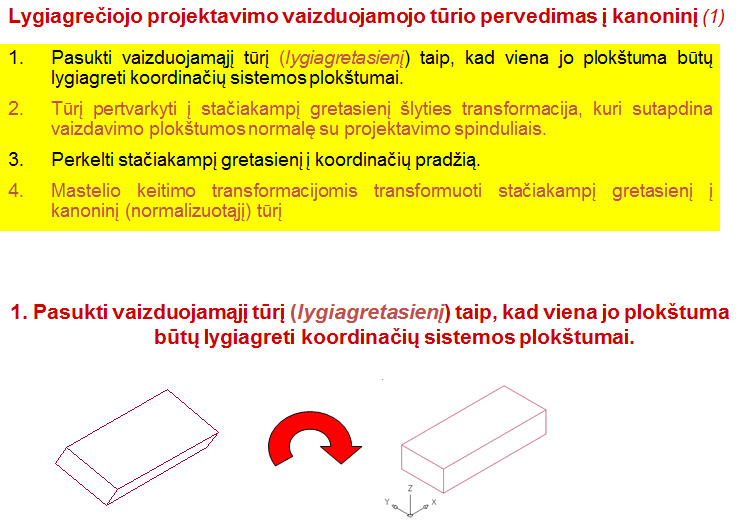 Lygiagrečiojo projektavimo vaizduojamojo tūrio pervedimas į kanoninį (1)
1. Pasukti vaizduojamąjį tūrį (lygiagretasienį) taip, kad viena jo plokštuma būtų
lygiagreti koordinačių sistemos plokštumai.
2. Tūrį pertvarkyti į stačiakampį gretasienį šlyties transformacija, kuri sutapdina
vaizdavimo plokštumos normalę su projektavimo spinduliais.
3. Perkelti stačiakampį gretasienį į koordinačių pradžią.
4. Mastelio keitimo transformacijomis transformuoti stačiakampį gretasienį į
kanoninį (normalizuotąjį) tūrį
1. Pasukti vaizduojamąjį tūrį (lygiagretasienį) taip, kad viena jo plokštuma
būtų lygiagreti koordinačių sistemos plokštumai.
Z
Y X